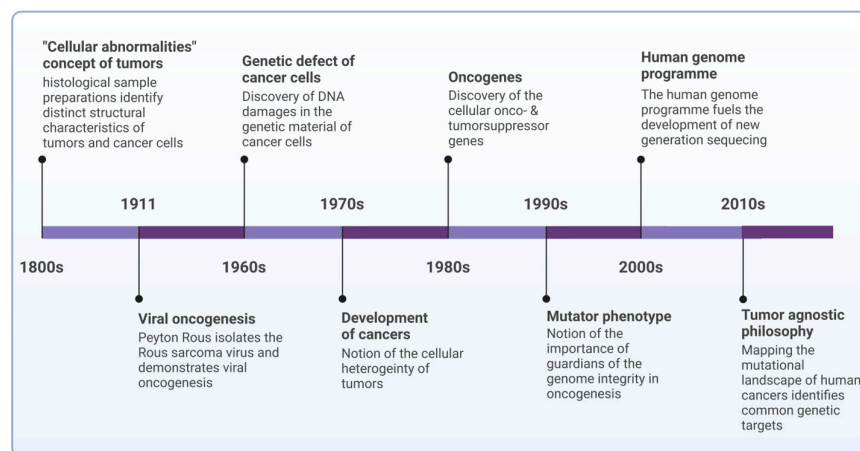 "Cellular abnormalities"
concept of tumors
histological sample
preparations identify
distinct structural
characteristics of
tumors and cancer cells
Genetic defect of
cancer cells
Discovery of DNA
damages in the
genetic material of
cancer cells
Oncogenes
Discovery of the
cellular onco- &
tumorsuppressor
genes
Human genome
programme
The human genome
programme fuels the
development of new
generation sequecing
1911
1970s
1990s
2010s
1800s
1960s
1980s
2000s
Viral oncogenesis
Peyton Rous isolates the
Rous sarcoma virus and
demonstrates viral
oncogenesis
Development
of cancers
Notion of the cellular
heterogeinty of
tumors
Mutator phenotype
Notion of the
importance of
guardians of the
genome integrity in
oncogenesis
Tumor agnostic
philosophy
Mapping the
mutational
landscape of human
cancers identifies
common genetic
targets